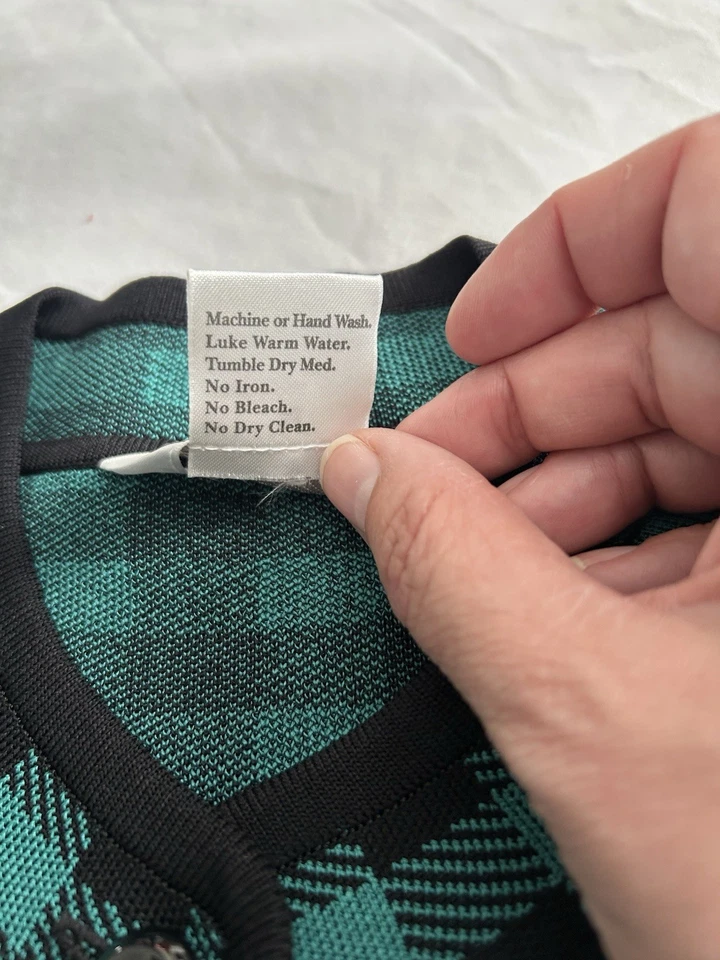 Machine or Hand Wash.
Luke Warm Water.
Tumble Dry Med.
No Iron.
No Bleach.
No Dry Clean.